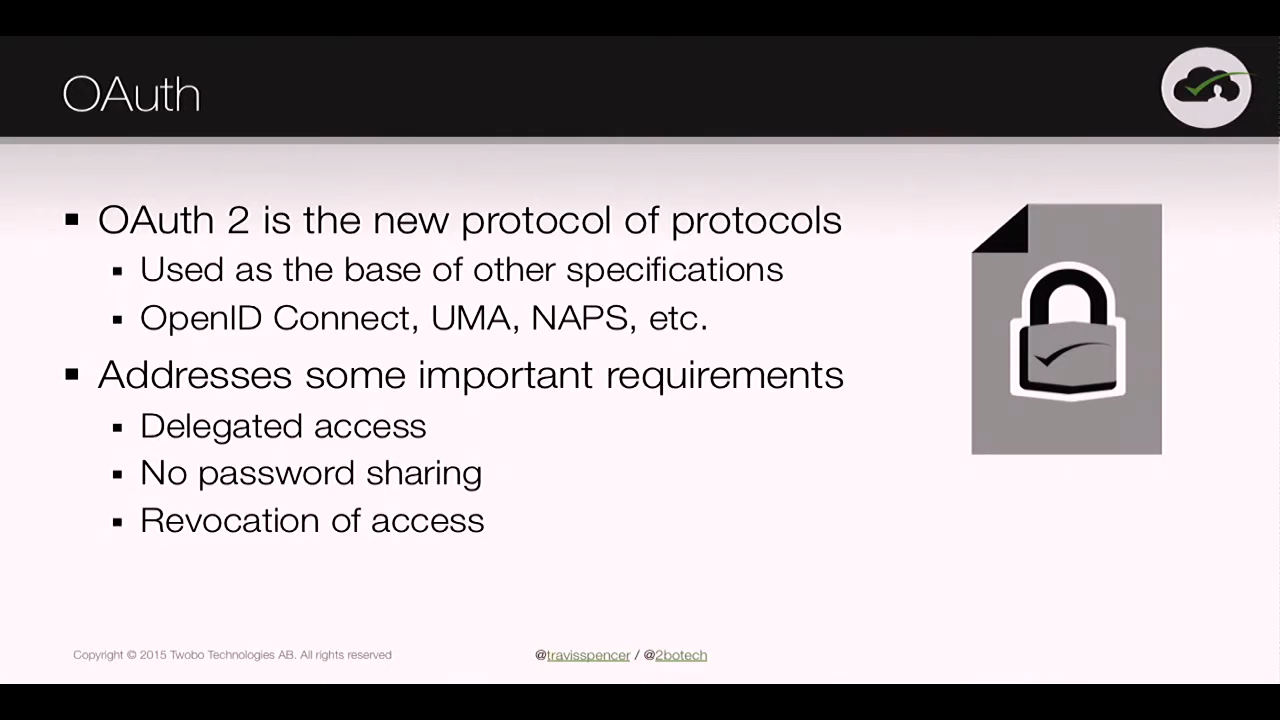 OAuth
▪ OAuth 2 is the new protocol of protocols
▪ Used as the base of other specifications
▪ OpenID Connect, UMA, NAPS, etc.
▪ Addresses some important requirements
▪ Delegated access
▪ No password sharing
▪ Revocation of access
Copyright © 2015 Twobo Technologies AB. All rights reserved
@travisspencer / @2botech